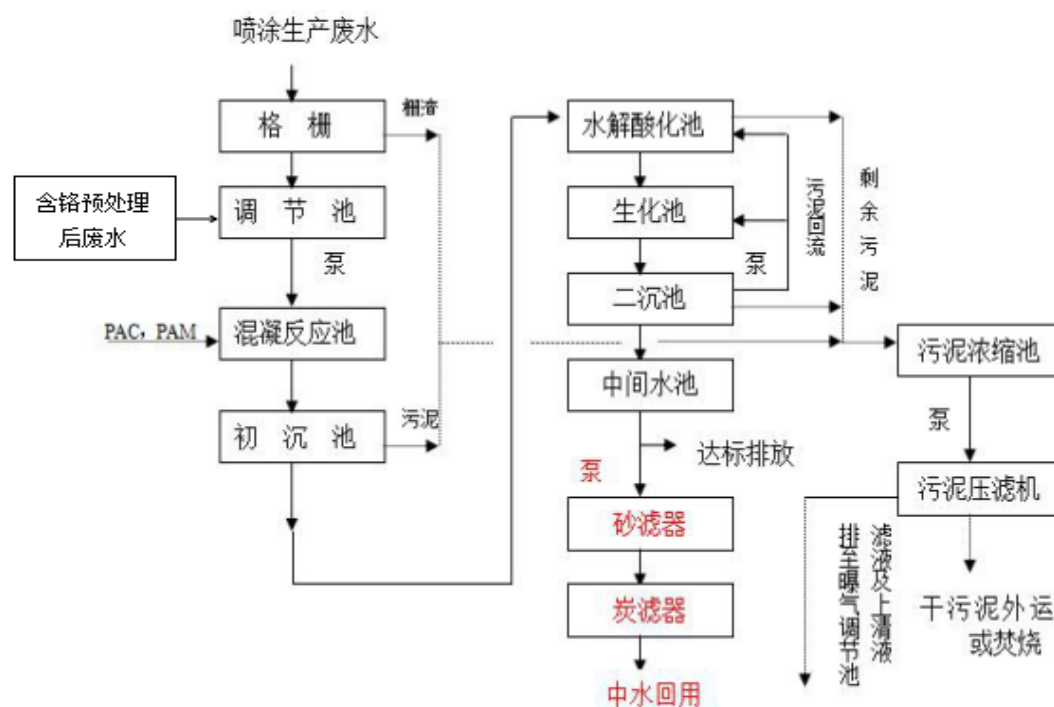 喷涂生产废水
格 栅
栅渣
含铬预处理
后废水
调 节 池
泵
PAC，PAM
混凝反应池
初 沉 池
污泥
水解酸化池
生化池
二沉池
泵
污泥回流
剩余污泥
中间水池
达标排放
泵
砂滤器
炭滤器
中水回用
污泥浓缩池
泵
污泥压滤机
滤液及上清液
排至曝气调节池
干污泥外运
或焚烧